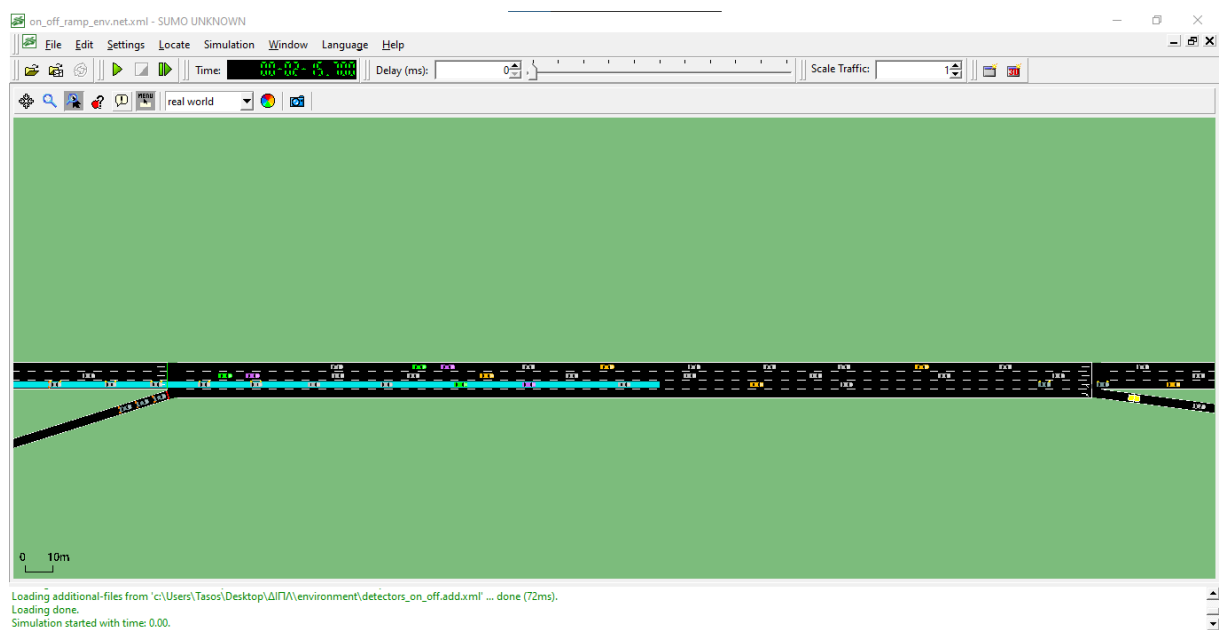 on_off_ramp_env.net.xml - SUMO UNKNOWN
File Edit Settings Locate Simulation Window Language Help
Time: Delay (ms): 0 Scale Traffic: 1
MENU real world
0 10m
Loading additional-files from 'c:\Users\Tasos\Desktop\ΔΙΠΛ\environment\detectors_on_off.add.xml' ... done (72ms).
Loading done.
Simulation started with time: 0.00.